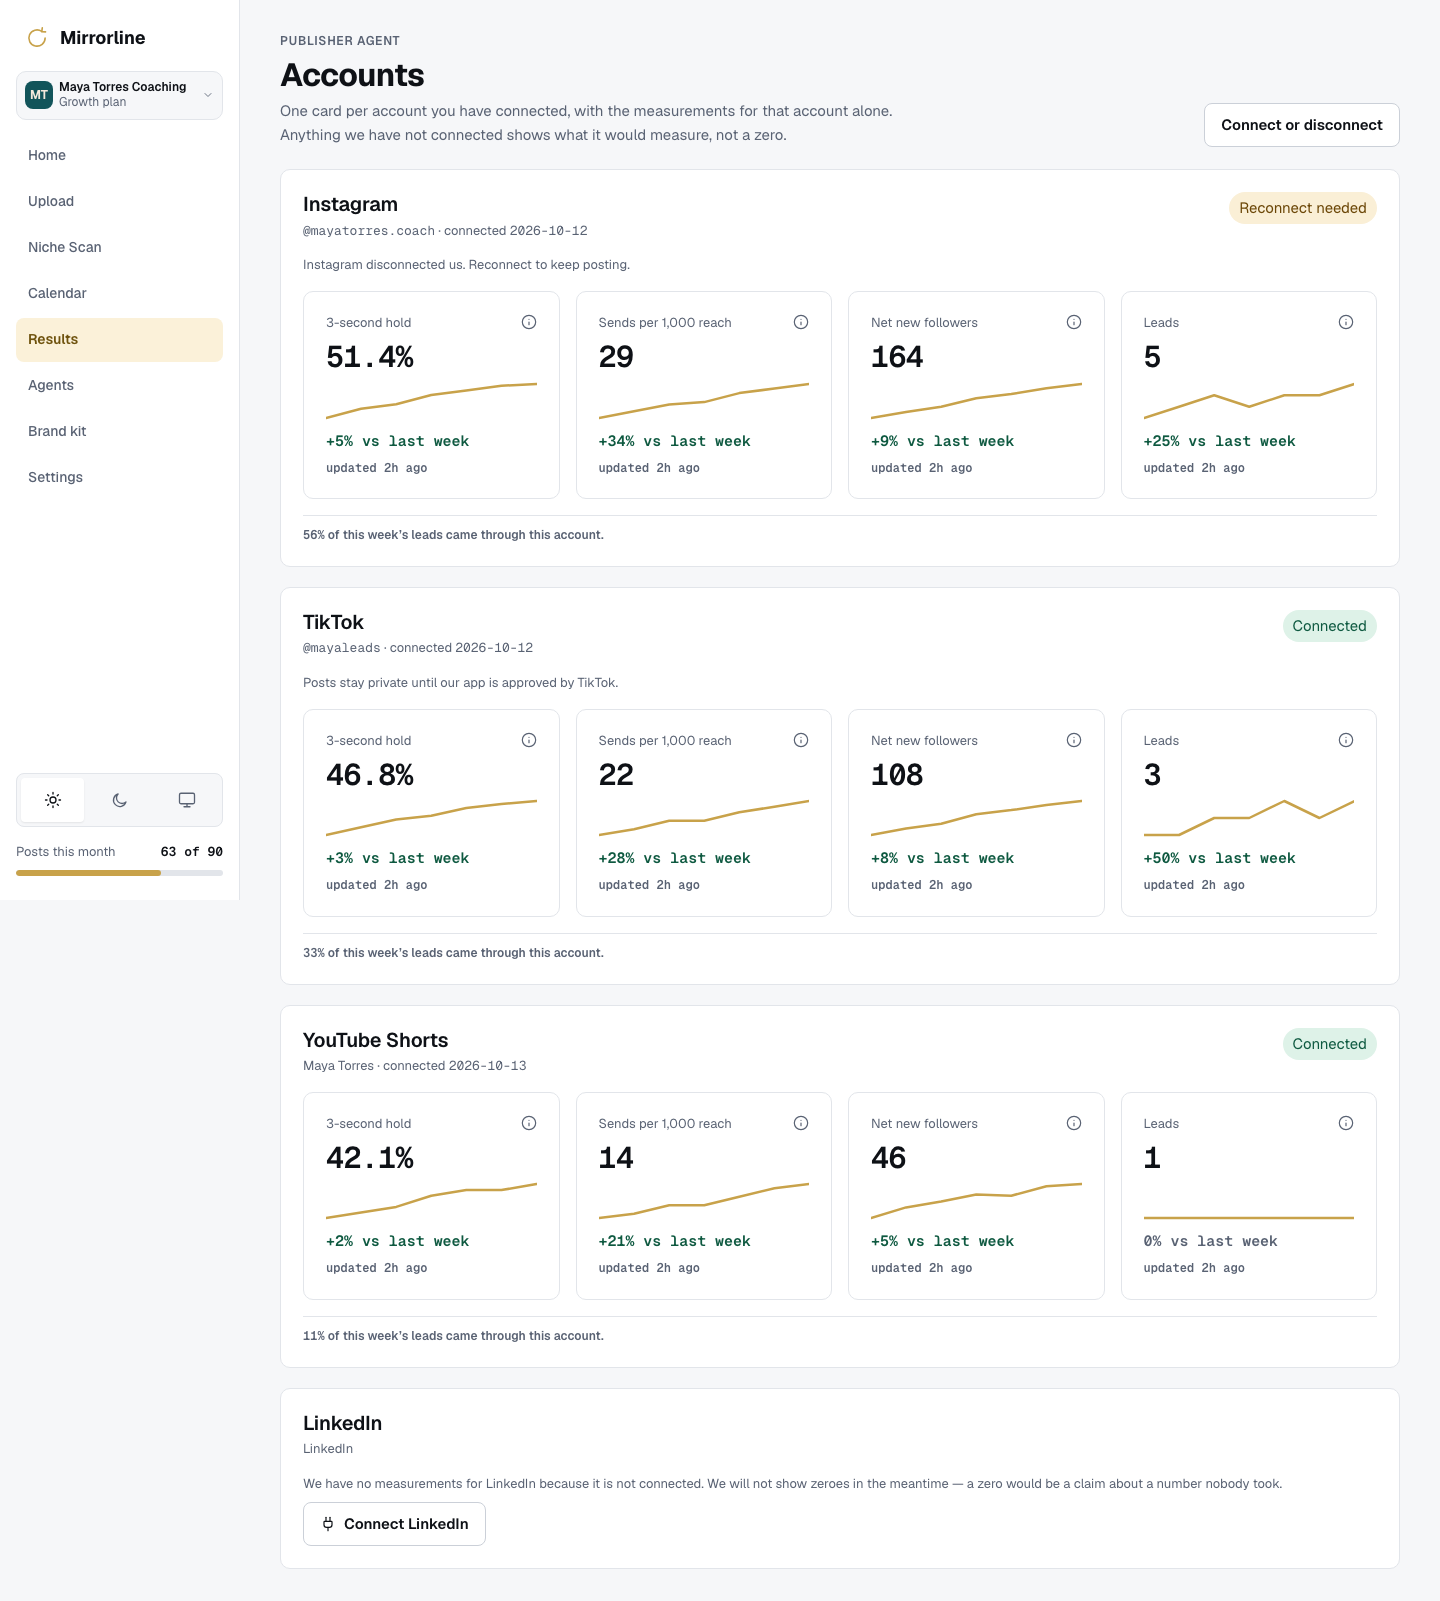 Mirrorline
MT
Maya Torres Coaching
Growth plan
Home
Upload
Niche Scan
Calendar
Results
Agents
Brand kit
Settings
Posts this month
63 of 90
PUBLISHER AGENT
Accounts
One card per account you have connected, with the measurements for that account alone.
Anything we have not connected shows what it would measure, not a zero.
Connect or disconnect
Instagram
@mayatorres.coach · connected 2026-10-12
Reconnect needed
Instagram disconnected us. Reconnect to keep posting.
3-second hold
51.4%
+5% vs last week
updated 2h ago
Sends per 1,000 reach
29
+34% vs last week
updated 2h ago
Net new followers
164
+9% vs last week
updated 2h ago
Leads
5
+25% vs last week
updated 2h ago
56% of this week's leads came through this account.
TikTok
@mayaleads · connected 2026-10-12
Connected
Posts stay private until our app is approved by TikTok.
3-second hold
46.8%
+3% vs last week
updated 2h ago
Sends per 1,000 reach
22
+28% vs last week
updated 2h ago
Net new followers
108
+8% vs last week
updated 2h ago
Leads
3
+50% vs last week
updated 2h ago
33% of this week's leads came through this account.
YouTube Shorts
Maya Torres · connected 2026-10-13
Connected
3-second hold
42.1%
+2% vs last week
updated 2h ago
Sends per 1,000 reach
14
+21% vs last week
updated 2h ago
Net new followers
46
+5% vs last week
updated 2h ago
Leads
1
0% vs last week
updated 2h ago
11% of this week's leads came through this account.
LinkedIn
LinkedIn
We have no measurements for LinkedIn because it is not connected. We will not show zeroes in the meantime — a zero would be a claim about a number nobody took.
Connect LinkedIn